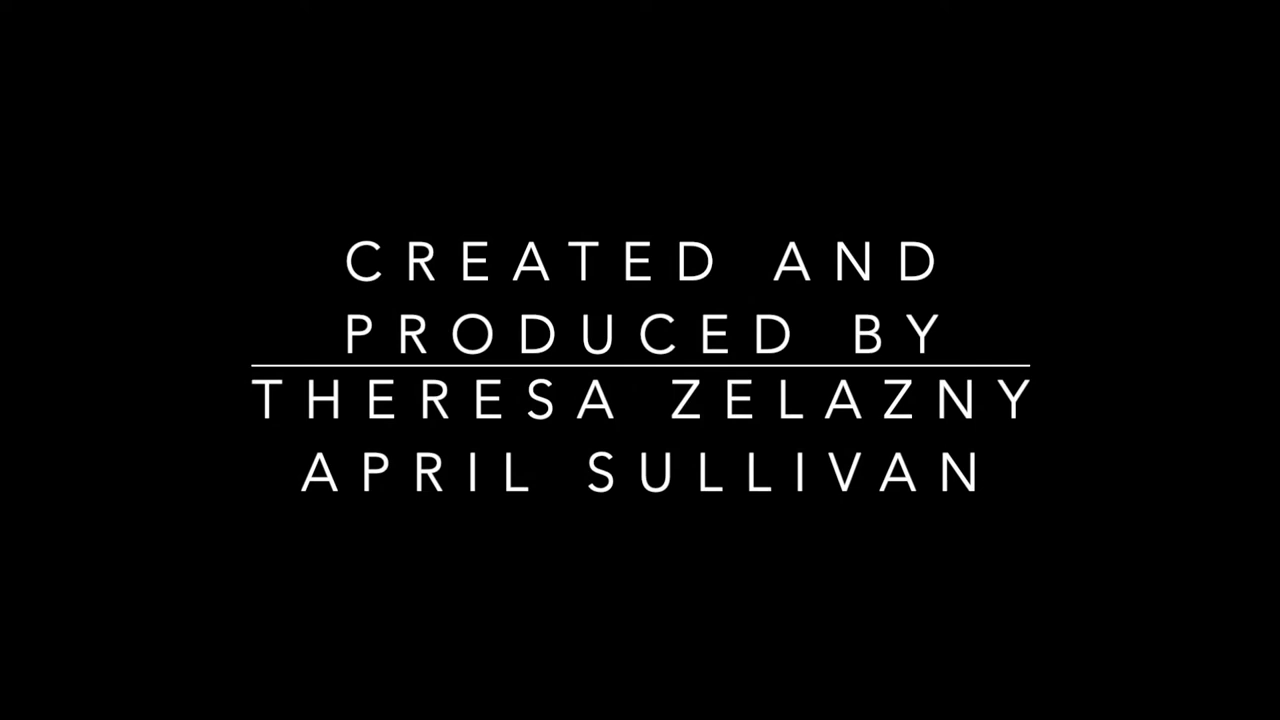 CREATED AND
PRODUCED BY
THERESA ZELAZNY
APRIL SULLIVAN